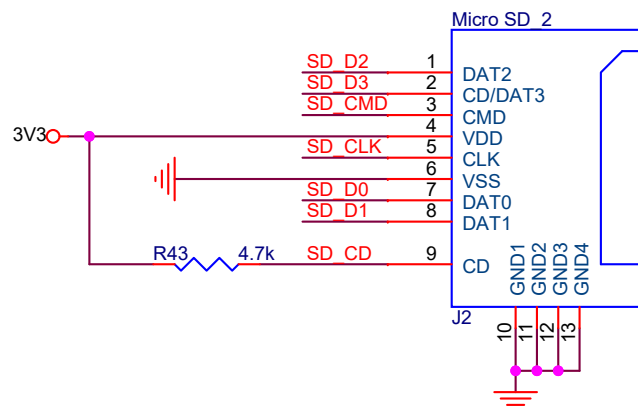 Micro SD_2
SD_D2 1 DAT2
SD_D3 2 CD/DAT3
SD_CMD 3 CMD
3V3 4 VDD
SD_CLK 5 CLK
6 VSS
SD_D0 7 DAT0
SD_D1 8 DAT1
R43 4.7k SD_CD 9 CD
GND1 GND2 GND3 GND4
J2
10 11 12 13